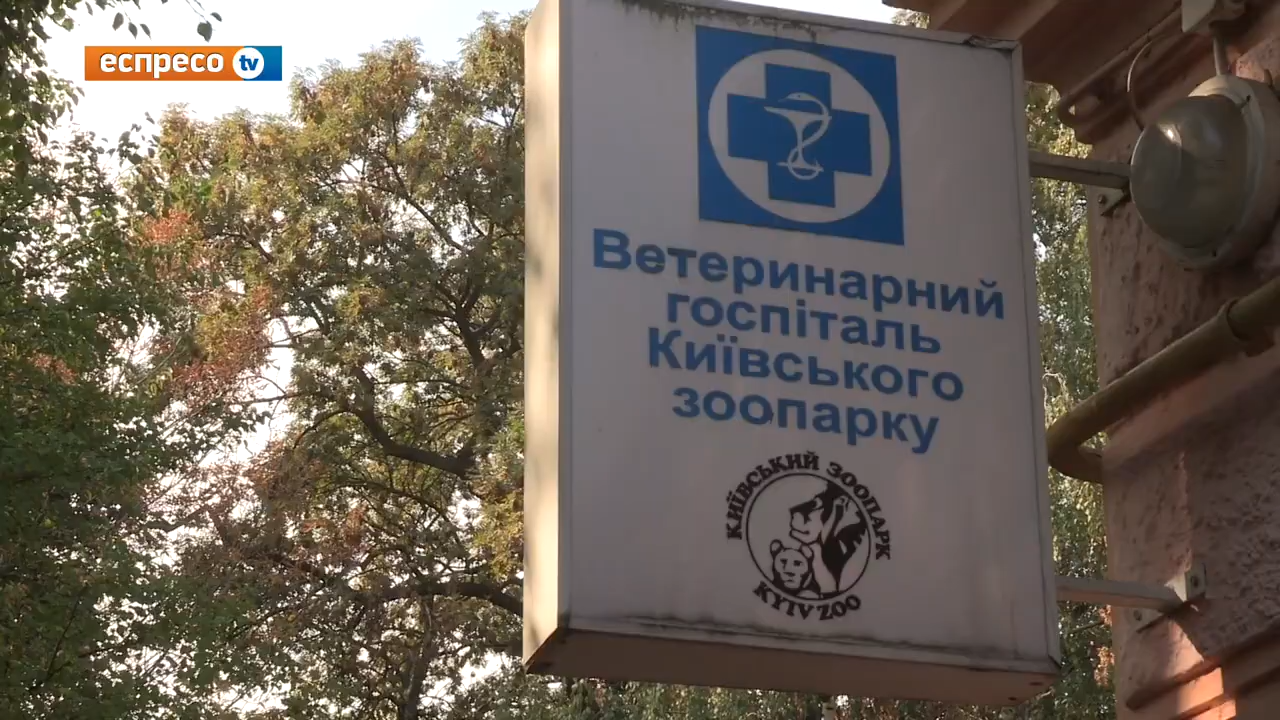 еспресо tv
Ветеринарний
госпіталь
Київського
зоопарку
КИЇВСЬКИЙ ЗООПАРК
KYIV ZOO